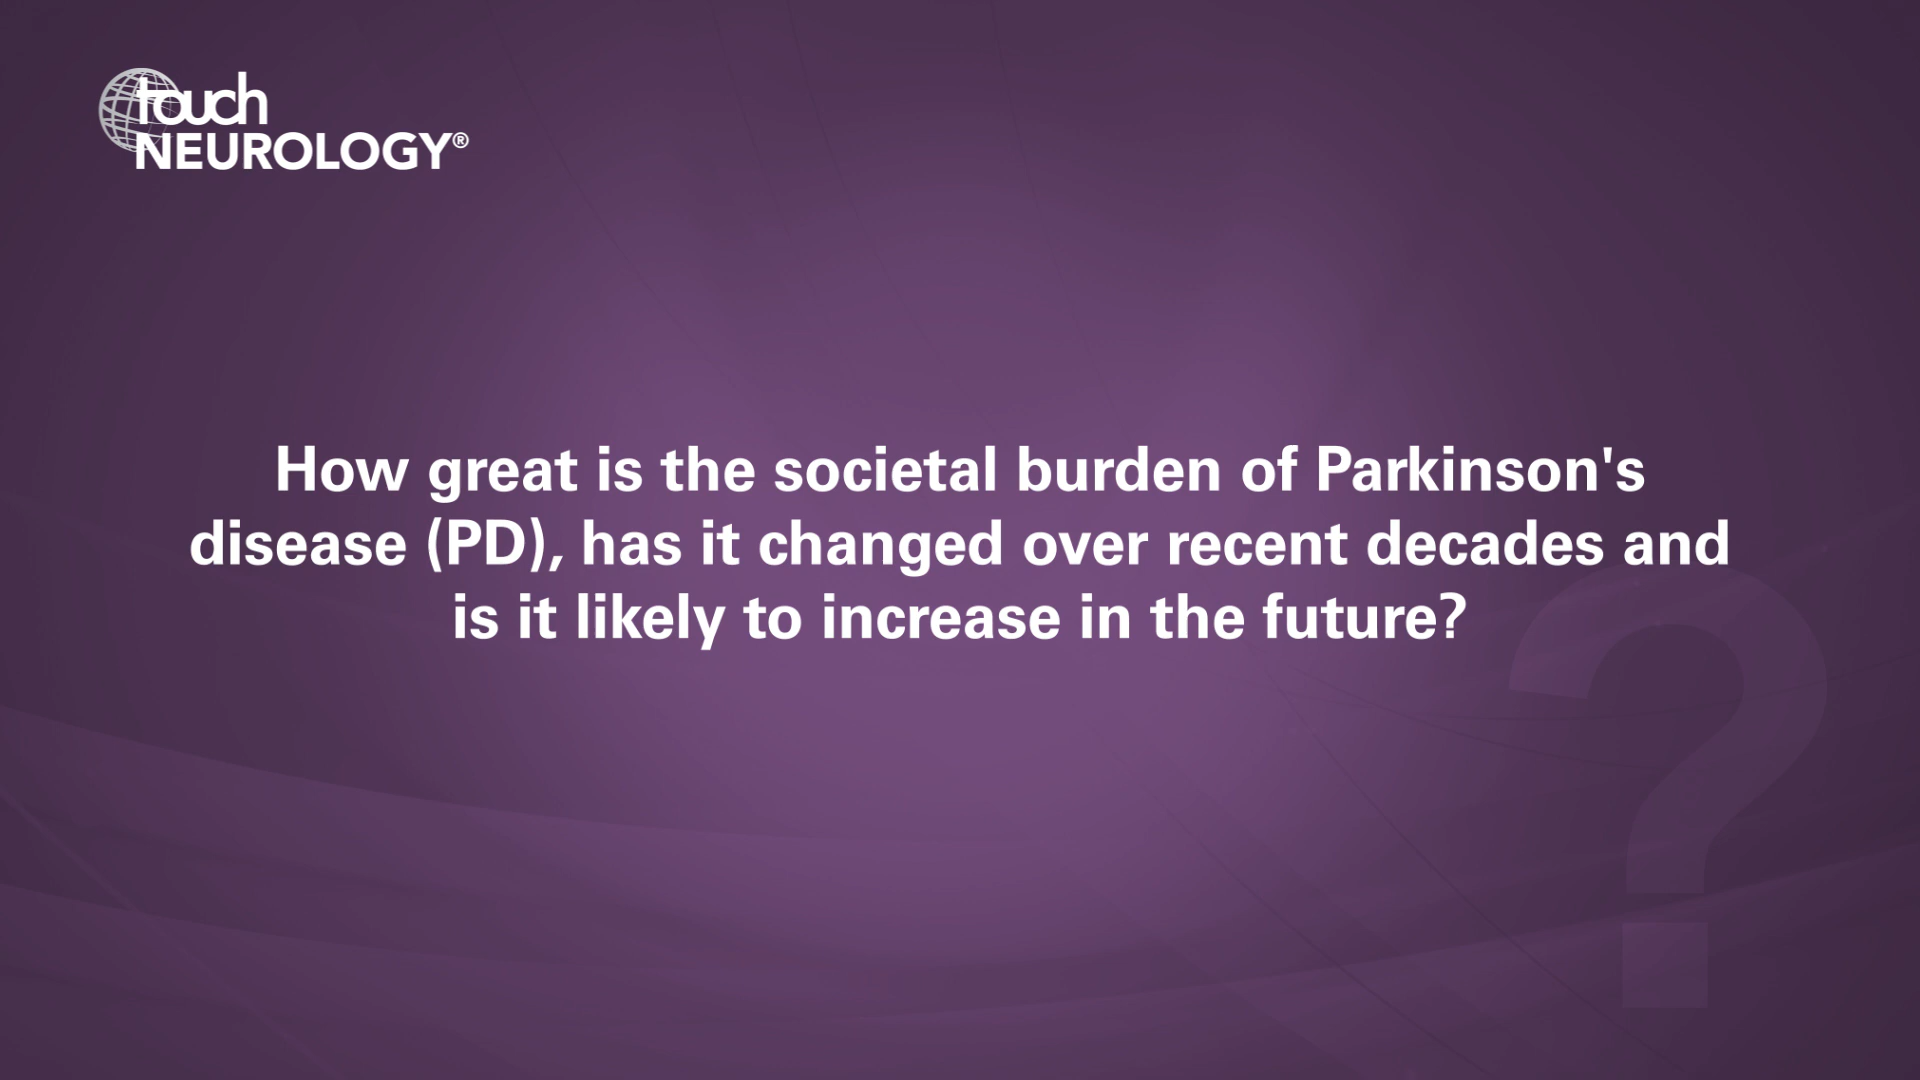 touch
NEUROLOGY®
How great is the societal burden of Parkinson's
disease (PD), has it changed over recent decades and
is it likely to increase in the future?
?